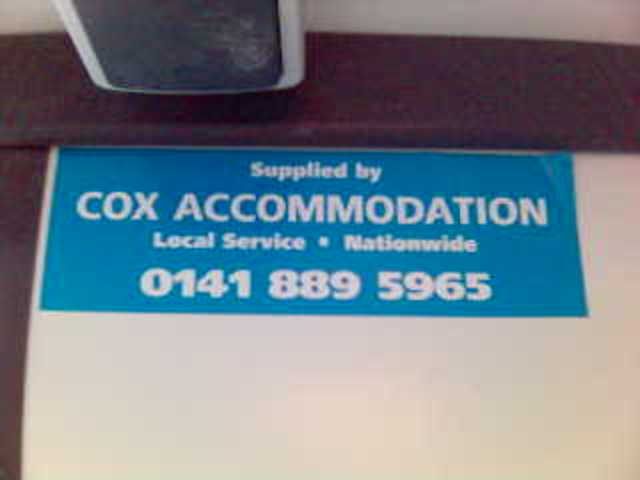 Supplied by
COX ACCOMMODATION
Local Service • Nationwide
0141 889 5965